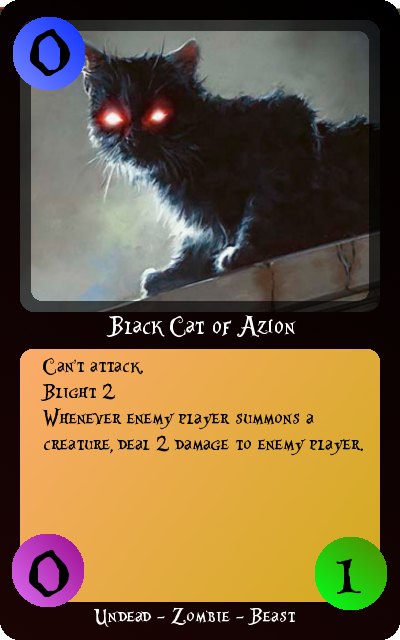 0
Black Cat of Azion
Can't attack.
Blight 2
Whenever enemy player summons a
creature, deal 2 damage to enemy player.
0
1
Undead - Zombie - Beast